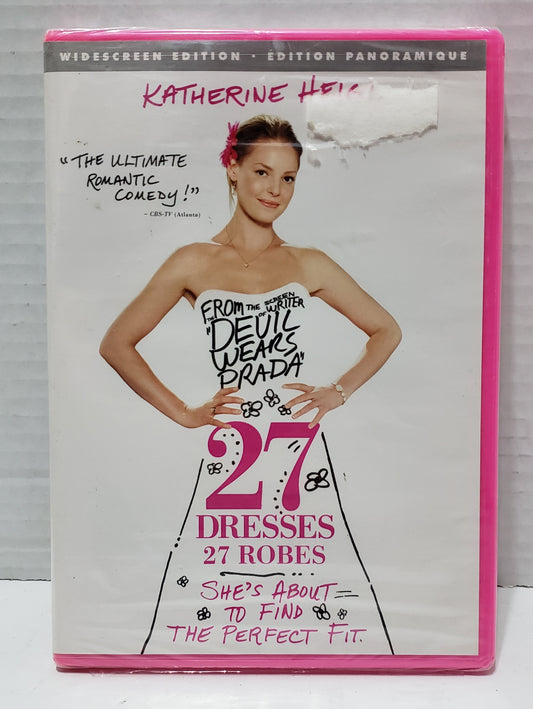 WIDESCREEN EDITION · ÉDITION PANORAMIQUE
KATHERINE
"THE ULTIMATE
ROMANTIC
COMEDY!"
– CBS-TV (Atlanta)
FROM THE SCREEN
WRITER
OF
THE
"DEVIL
WEARS
PRADA"
27
DRESSES
27 ROBES
SHE'S ABOUT
TO FIND
THE PERFECT FIT.